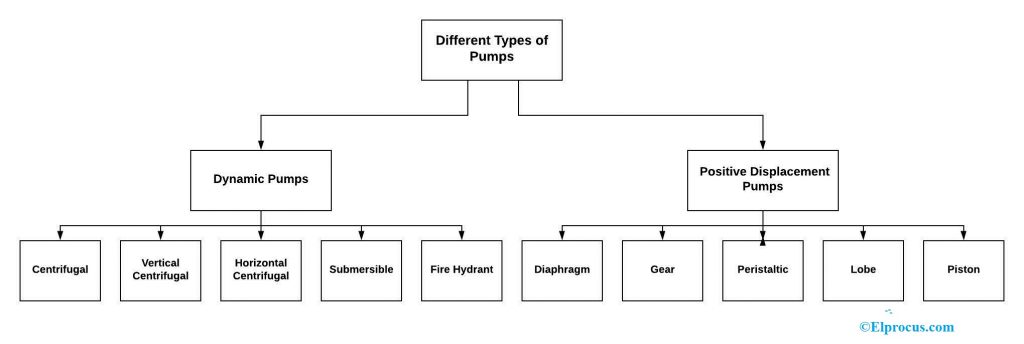 Different Types of
Pumps
Dynamic Pumps
Positive Displacement
Pumps
Centrifugal
Vertical
Centrifugal
Horizontal
Centrifugal
Submersible
Fire Hydrant
Diaphragm
Gear
Peristaltic
Lobe
Piston
©Elprocus.com